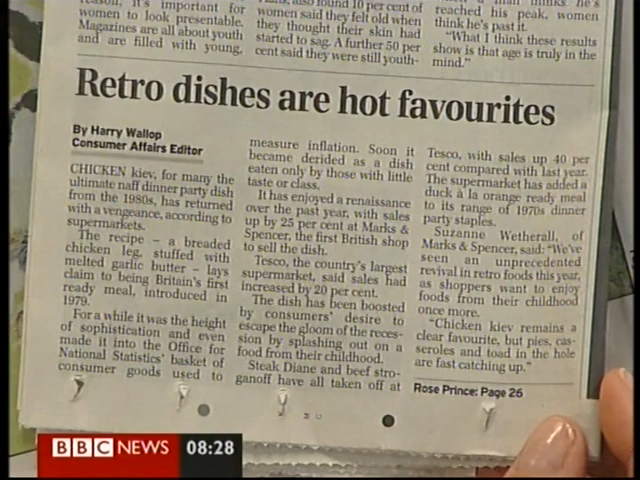 reason, it's important for
women to look presentable.
Magazines are all about youth
and are filled with young,
also found 10 per cent of
women said they felt old when
they thought their skin had
started to sag. A further 50 per
cent said they were still youth-
a man thinks he's
reached his peak, women
think he's past it.
"What I think these results
show is that age is truly in the
mind."
Retro dishes are hot favourites
By Harry Wallop
Consumer Affairs Editor
CHICKEN kiev, for many the
ultimate naff dinner party dish
from the 1980s, has returned
with a vengeance, according to
supermarkets.
The recipe – a breaded
chicken leg, stuffed with
melted garlic butter – lays
claim to being Britain's first
ready meal, introduced in
1979.
For a while it was the height
of sophistication and even
made it into the Office for
National Statistics' basket of
consumer goods used to
measure inflation. Soon it
became derided as a dish
eaten only by those with little
taste or class.
It has enjoyed a renaissance
over the past year, with sales
up by 25 per cent at Marks &
Spencer, the first British shop
to sell the dish.
Tesco, the country's largest
supermarket, said sales had
increased by 20 per cent.
The dish has been boosted
by consumers' desire to
escape the gloom of the reces-
sion by splashing out on a
food from their childhood.
Steak Diane and beef stro-
ganoff have all taken off at
Tesco, with sales up 40 per
cent compared with last year.
The supermarket has added a
duck à la orange ready meal
to its range of 1970s dinner
party staples.
Suzanne Wetherall, of
Marks & Spencer, said: "We've
seen an unprecedented
revival in retro foods this year,
as shoppers want to enjoy
foods from their childhood
once more.
"Chicken kiev remains a
clear favourite, but pies, cas-
seroles and toad in the hole
are fast catching up."
Rose Prince: Page 26
BBC NEWS 08:28